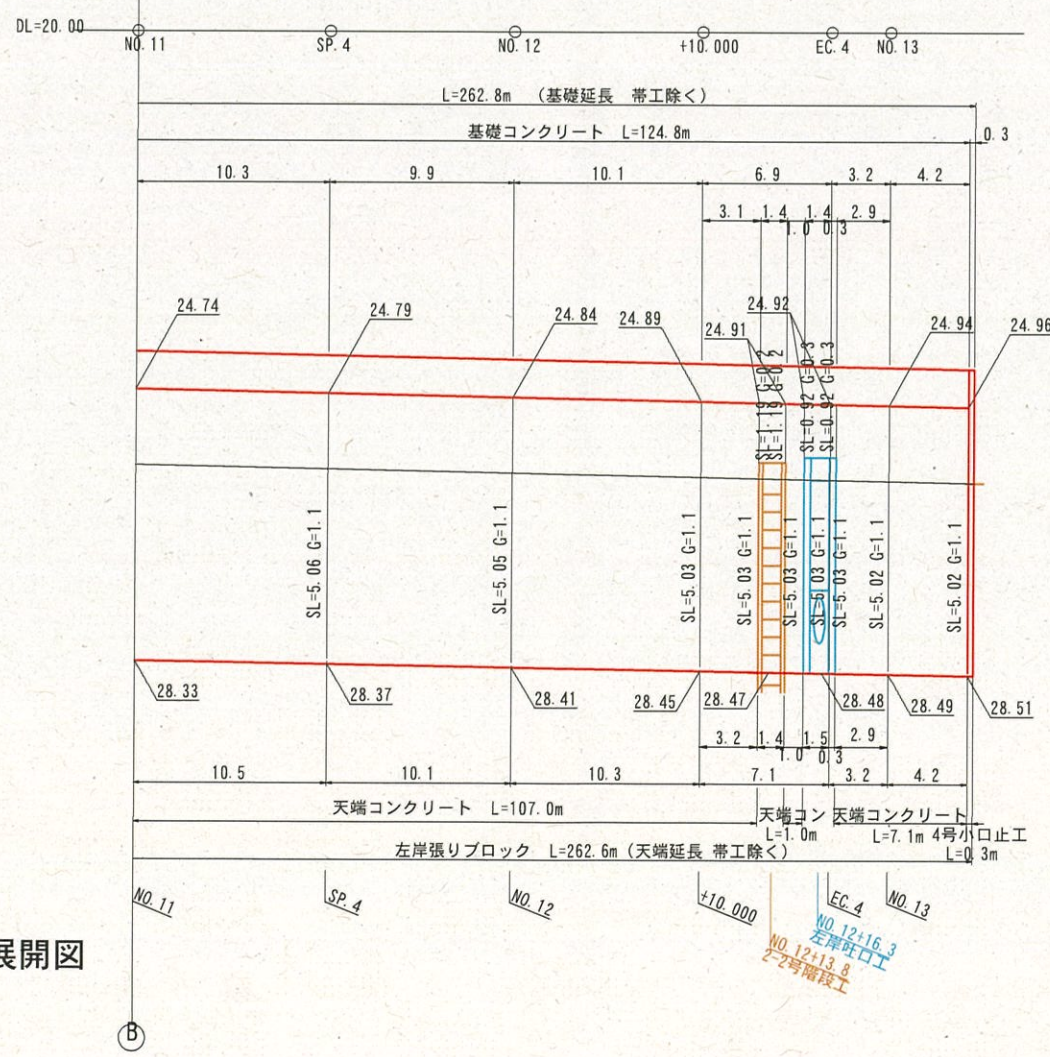 DL=20.00
NO.11 SP.4 NO.12 +10.000 EC.4 NO.13
L=262.8m （基礎延長 帯工除く）
基礎コンクリート L=124.8m 0.3
10.3 9.9 10.1 6.9 3.2 4.2
3.1 1.4 1.4 2.9
1.0 0.3
24.74 24.79 24.84 24.89 24.91 24.92 24.94 24.96
SL=1.19 G=0.2
SL=1.19 G=0.2
SL=0.92 G=0.3
SL=0.92 G=0.3
SL=5.06 G=1.1
SL=5.05 G=1.1
SL=5.03 G=1.1
SL=5.03 G=1.1
SL=5.03 G=1.1
SL=5.03 G=1.1
SL=5.03 G=1.1
SL=5.02 G=1.1
SL=5.02 G=1.1
28.33 28.37 28.41 28.45 28.47 28.48 28.49 28.51
3.2 1.4 1.5 2.9
1.0 0.3
10.5 10.1 10.3 7.1 3.2 4.2
天端コンクリート L=107.0m
天端コン
L=1.0m
天端コンクリート
L=7.1m
4号小口止工
L=0.3m
左岸張りブロック L=262.6m（天端延長 帯工除く）
NO.11 SP.4 NO.12 +10.000 EC.4 NO.13
NO.12+16.3
左岸吐口工
NO.12+13.8
2-2号階段工
展開図
B